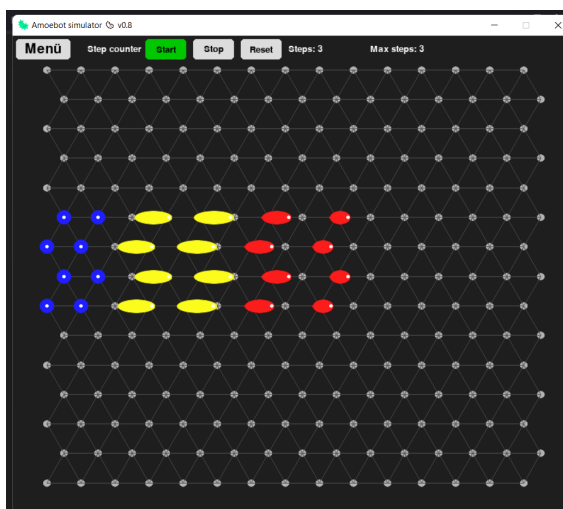 Amoebot simulator v0.8
Menü Step counter Start Stop Reset Steps: 3 Max steps: 3